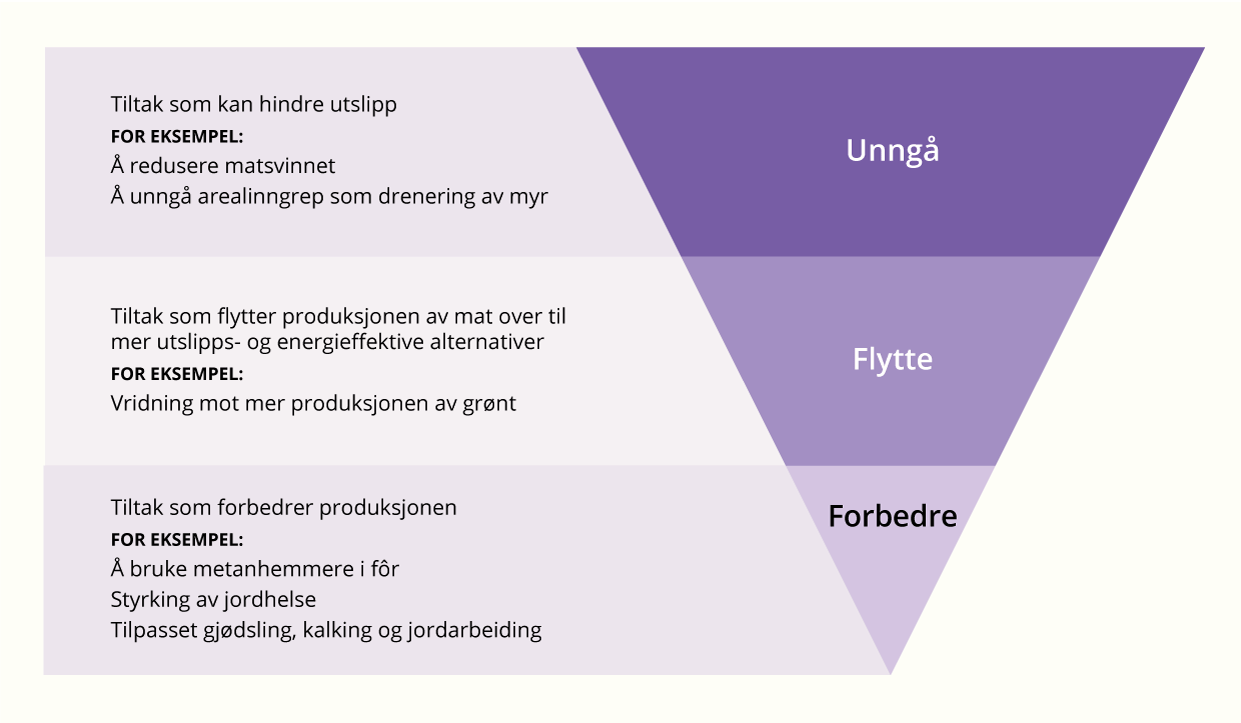 Tiltak som kan hindre utslipp
FOR EKSEMPEL:
Å redusere matsvinnet
Å unngå arealinngrep som drenering av myr
Unngå
Tiltak som flytter produksjonen av mat over til
mer utslipps- og energieffektive alternativer
FOR EKSEMPEL:
Vridning mot mer produksjonen av grønt
Flytte
Tiltak som forbedrer produksjonen
FOR EKSEMPEL:
Å bruke metanhemmere i fôr
Styrking av jordhelse
Tilpasset gjødsling, kalking og jordarbeiding
Forbedre